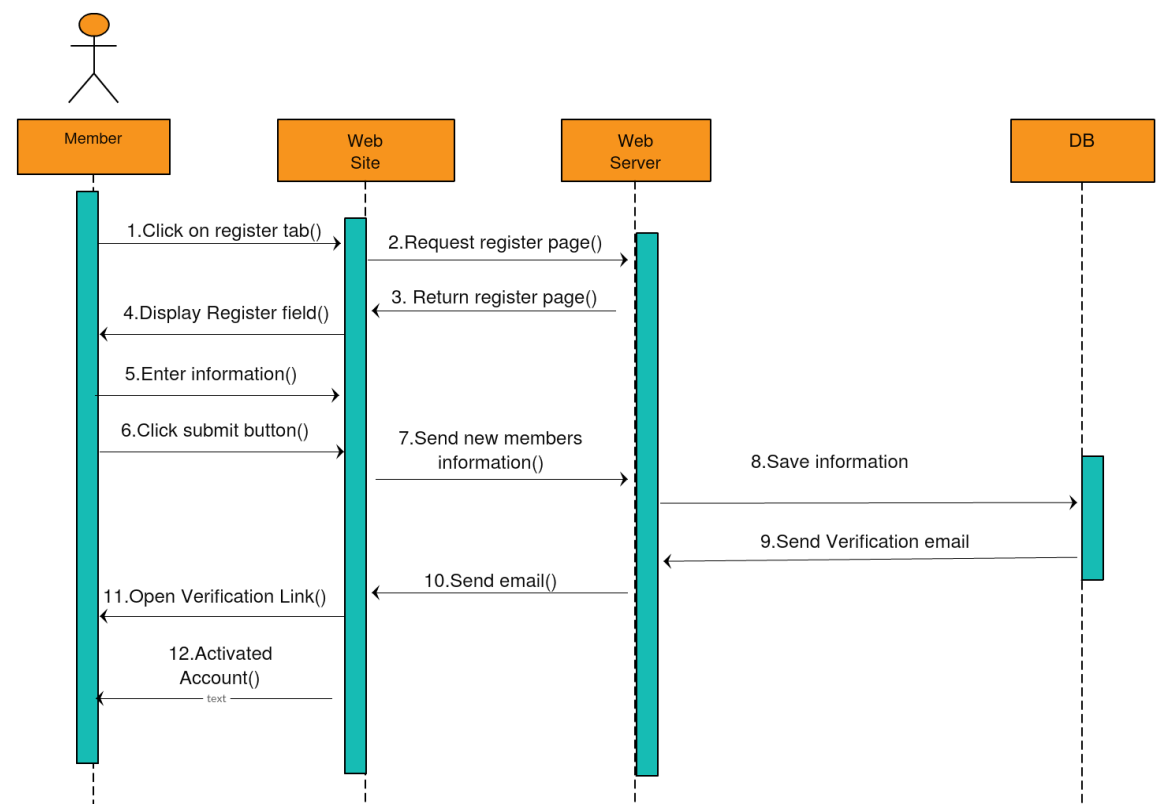 Member
Web
Site
Web
Server
DB
1.Click on register tab()
2.Request register page()
3. Return register page()
4.Display Register field()
5.Enter information()
6.Click submit button()
7.Send new members
information()
8.Save information
9.Send Verification email
10.Send email()
11.Open Verification Link()
12.Activated
Account()
text